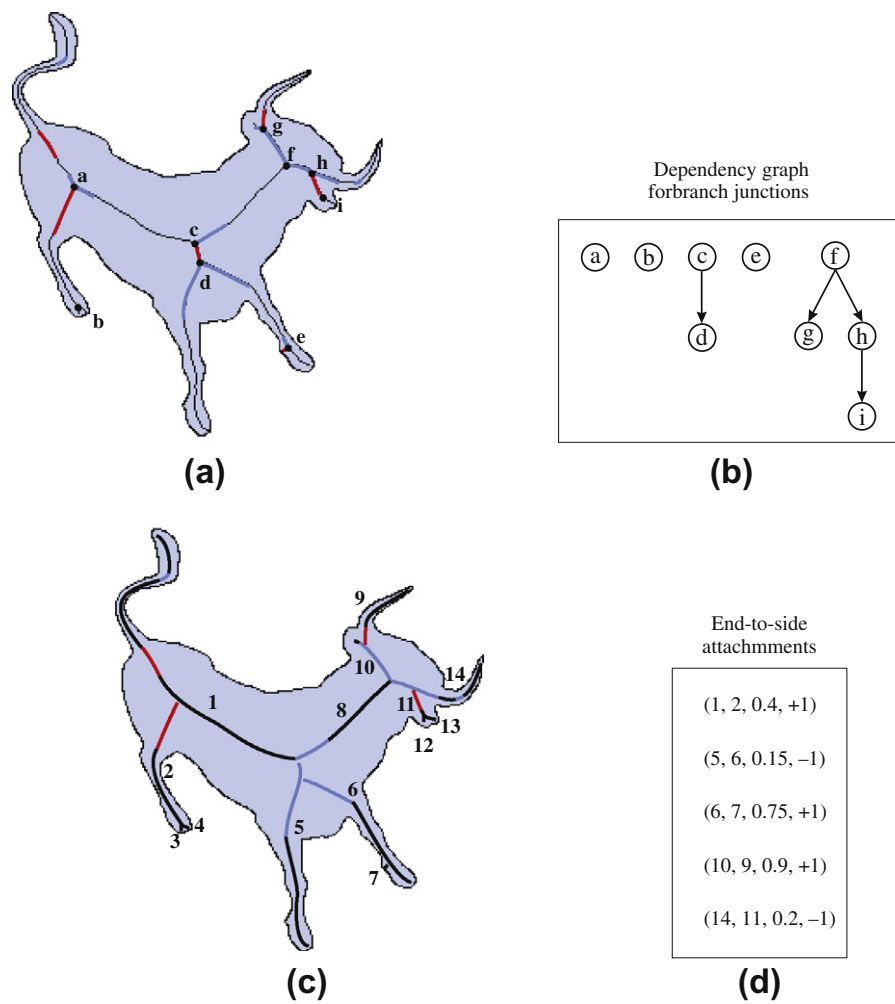 g
f
h
i
a
c
d
b
e
(a)
Dependency graph
forbranch junctions
a b c e f
d g h
i
(b)
9
10
14
11
13
12
1
8
2
6
4
3
5
7
(c)
End-to-side
attachmments
(1, 2, 0.4, +1)
(5, 6, 0.15, –1)
(6, 7, 0.75, +1)
(10, 9, 0.9, +1)
(14, 11, 0.2, –1)
(d)